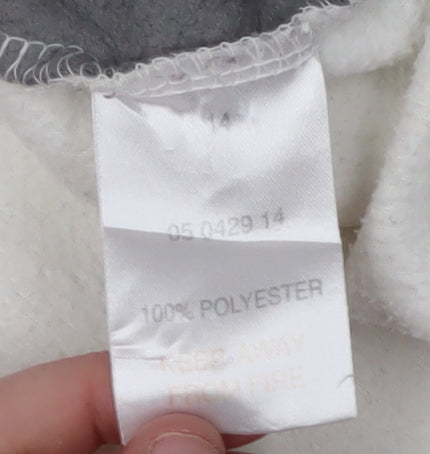 14
05 0429 14
100% POLYESTER
KEEP AWAY
FROM FIRE